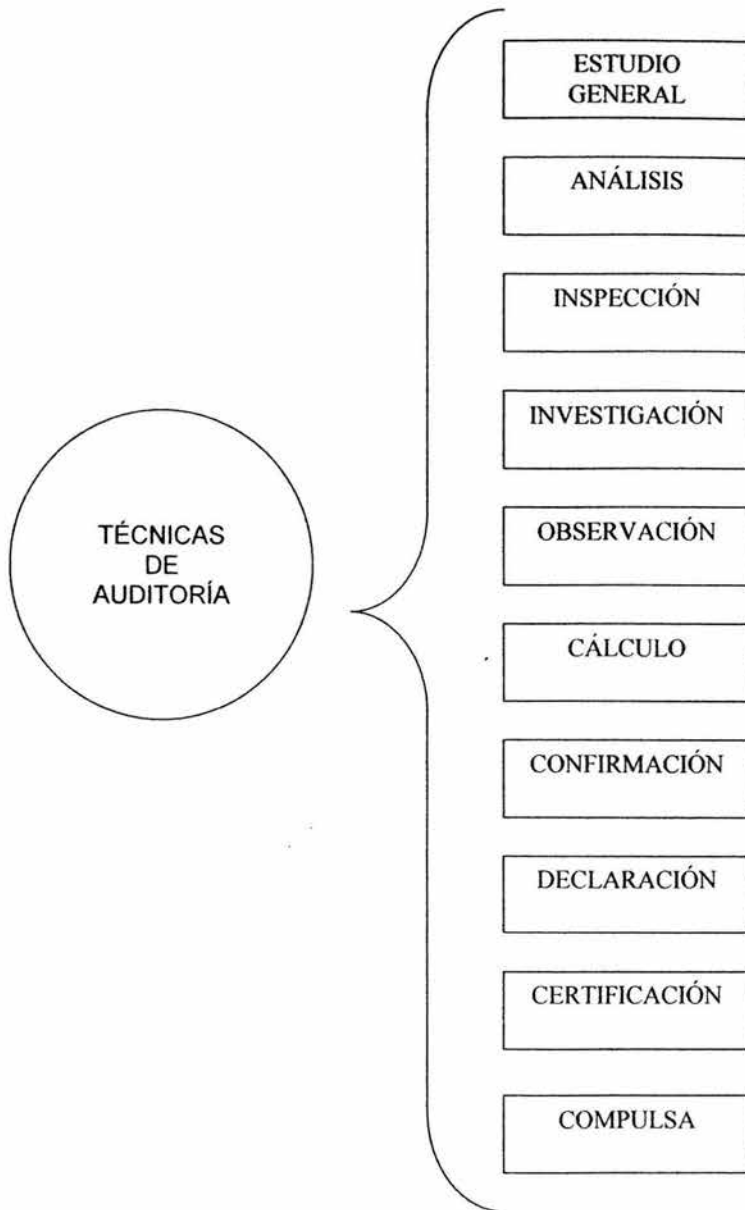 TÉCNICAS
DE
AUDITORÍA
ESTUDIO
GENERAL
ANÁLISIS
INSPECCIÓN
INVESTIGACIÓN
OBSERVACIÓN
CÁLCULO
CONFIRMACIÓN
DECLARACIÓN
CERTIFICACIÓN
COMPULSA